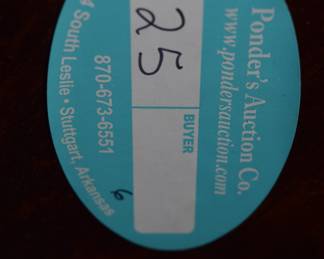 Ponder's Auction Co.
www.pondersauction.com
25
BUYER
6
870-673-6551
South Leslie • Stuttgart, Arkansas